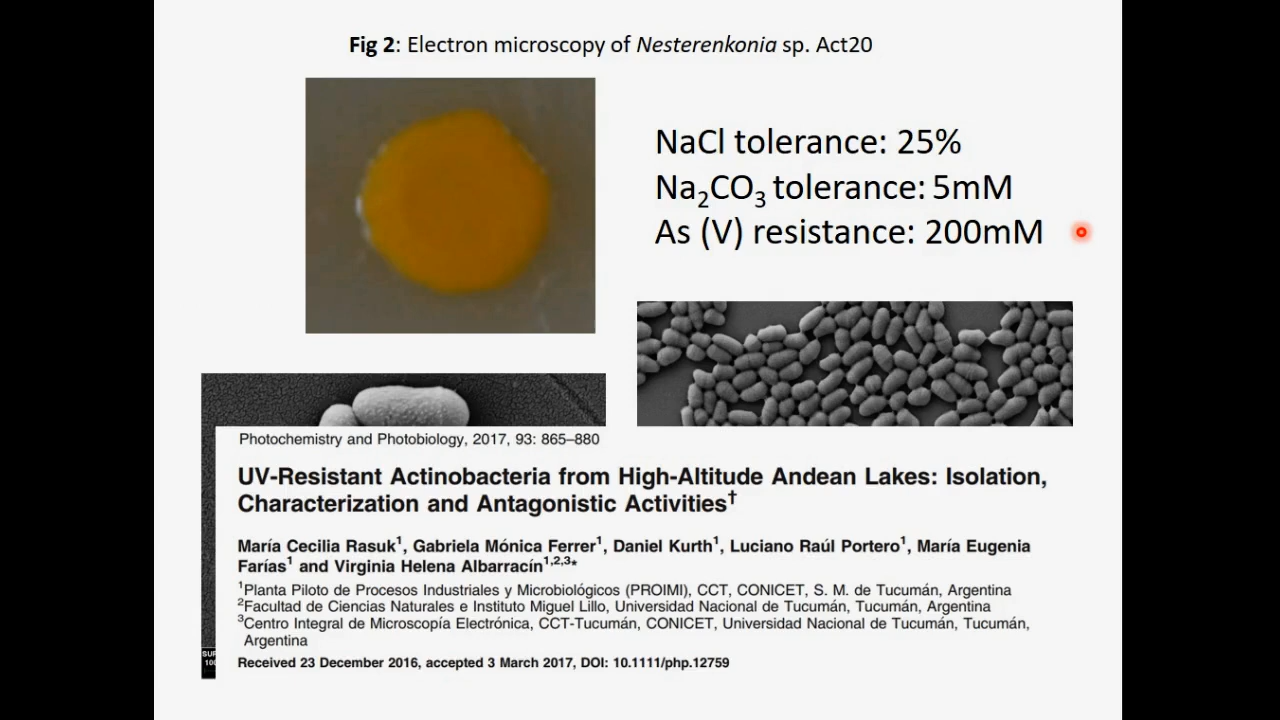 Fig 2: Electron microscopy of Nesterenkonia sp. Act20
NaCl tolerance: 25%
Na₂CO₃ tolerance: 5mM
As (V) resistance: 200mM
Photochemistry and Photobiology, 2017, 93: 865–880
UV-Resistant Actinobacteria from High-Altitude Andean Lakes: Isolation,
Characterization and Antagonistic Activities†
María Cecilia Rasuk¹, Gabriela Mónica Ferrer¹, Daniel Kurth¹, Luciano Raúl Portero¹, María Eugenia
Farías¹ and Virginia Helena Albarracín¹,²,³*
¹Planta Piloto de Procesos Industriales y Microbiológicos (PROIMI), CCT, CONICET, S. M. de Tucumán, Argentina
²Facultad de Ciencias Naturales e Instituto Miguel Lillo, Universidad Nacional de Tucumán, Tucumán, Argentina
³Centro Integral de Microscopía Electrónica, CCT-Tucumán, CONICET, Universidad Nacional de Tucumán, Tucumán,
Argentina
Received 23 December 2016, accepted 3 March 2017, DOI: 10.1111/php.12759